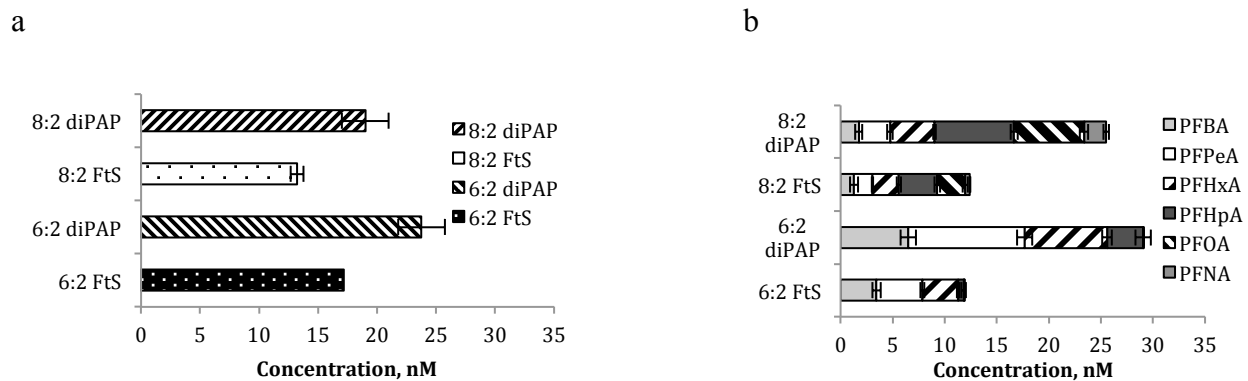 a
8:2 diPAP
8:2 FtS
6:2 diPAP
6:2 FtS
0 5 10 15 20 25 30 35
Concentration, nM
8:2 diPAP
8:2 FtS
6:2 diPAP
6:2 FtS
b
8:2
diPAP
8:2 FtS
6:2
diPAP
6:2 FtS
0 5 10 15 20 25 30 35
Concentration, nM
PFBA
PFPeA
PFHxA
PFHpA
PFOA
PFNA